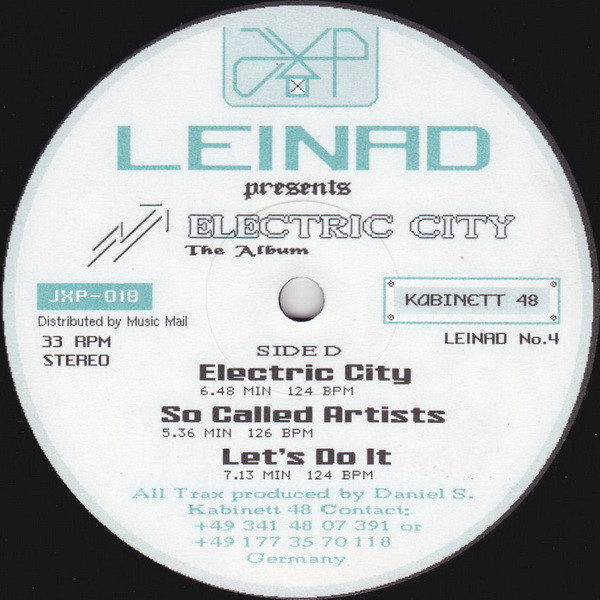 JXP
LEINAD
presents
ELECTRIC CITY
The Album
JXP-018
KABINETT 48
Distributed by Music Mail
33 RPM
LEINAD No.4
STEREO
SIDE D
Electric City
6.48 MIN 124 BPM
So Called Artists
5.36 MIN 126 BPM
Let's Do It
7.13 MIN 124 BPM
All Trax produced by Daniel S.
Kabinett 48 Contact:
+49 341 48 07 391 or
+49 177 35 70 118
Germany